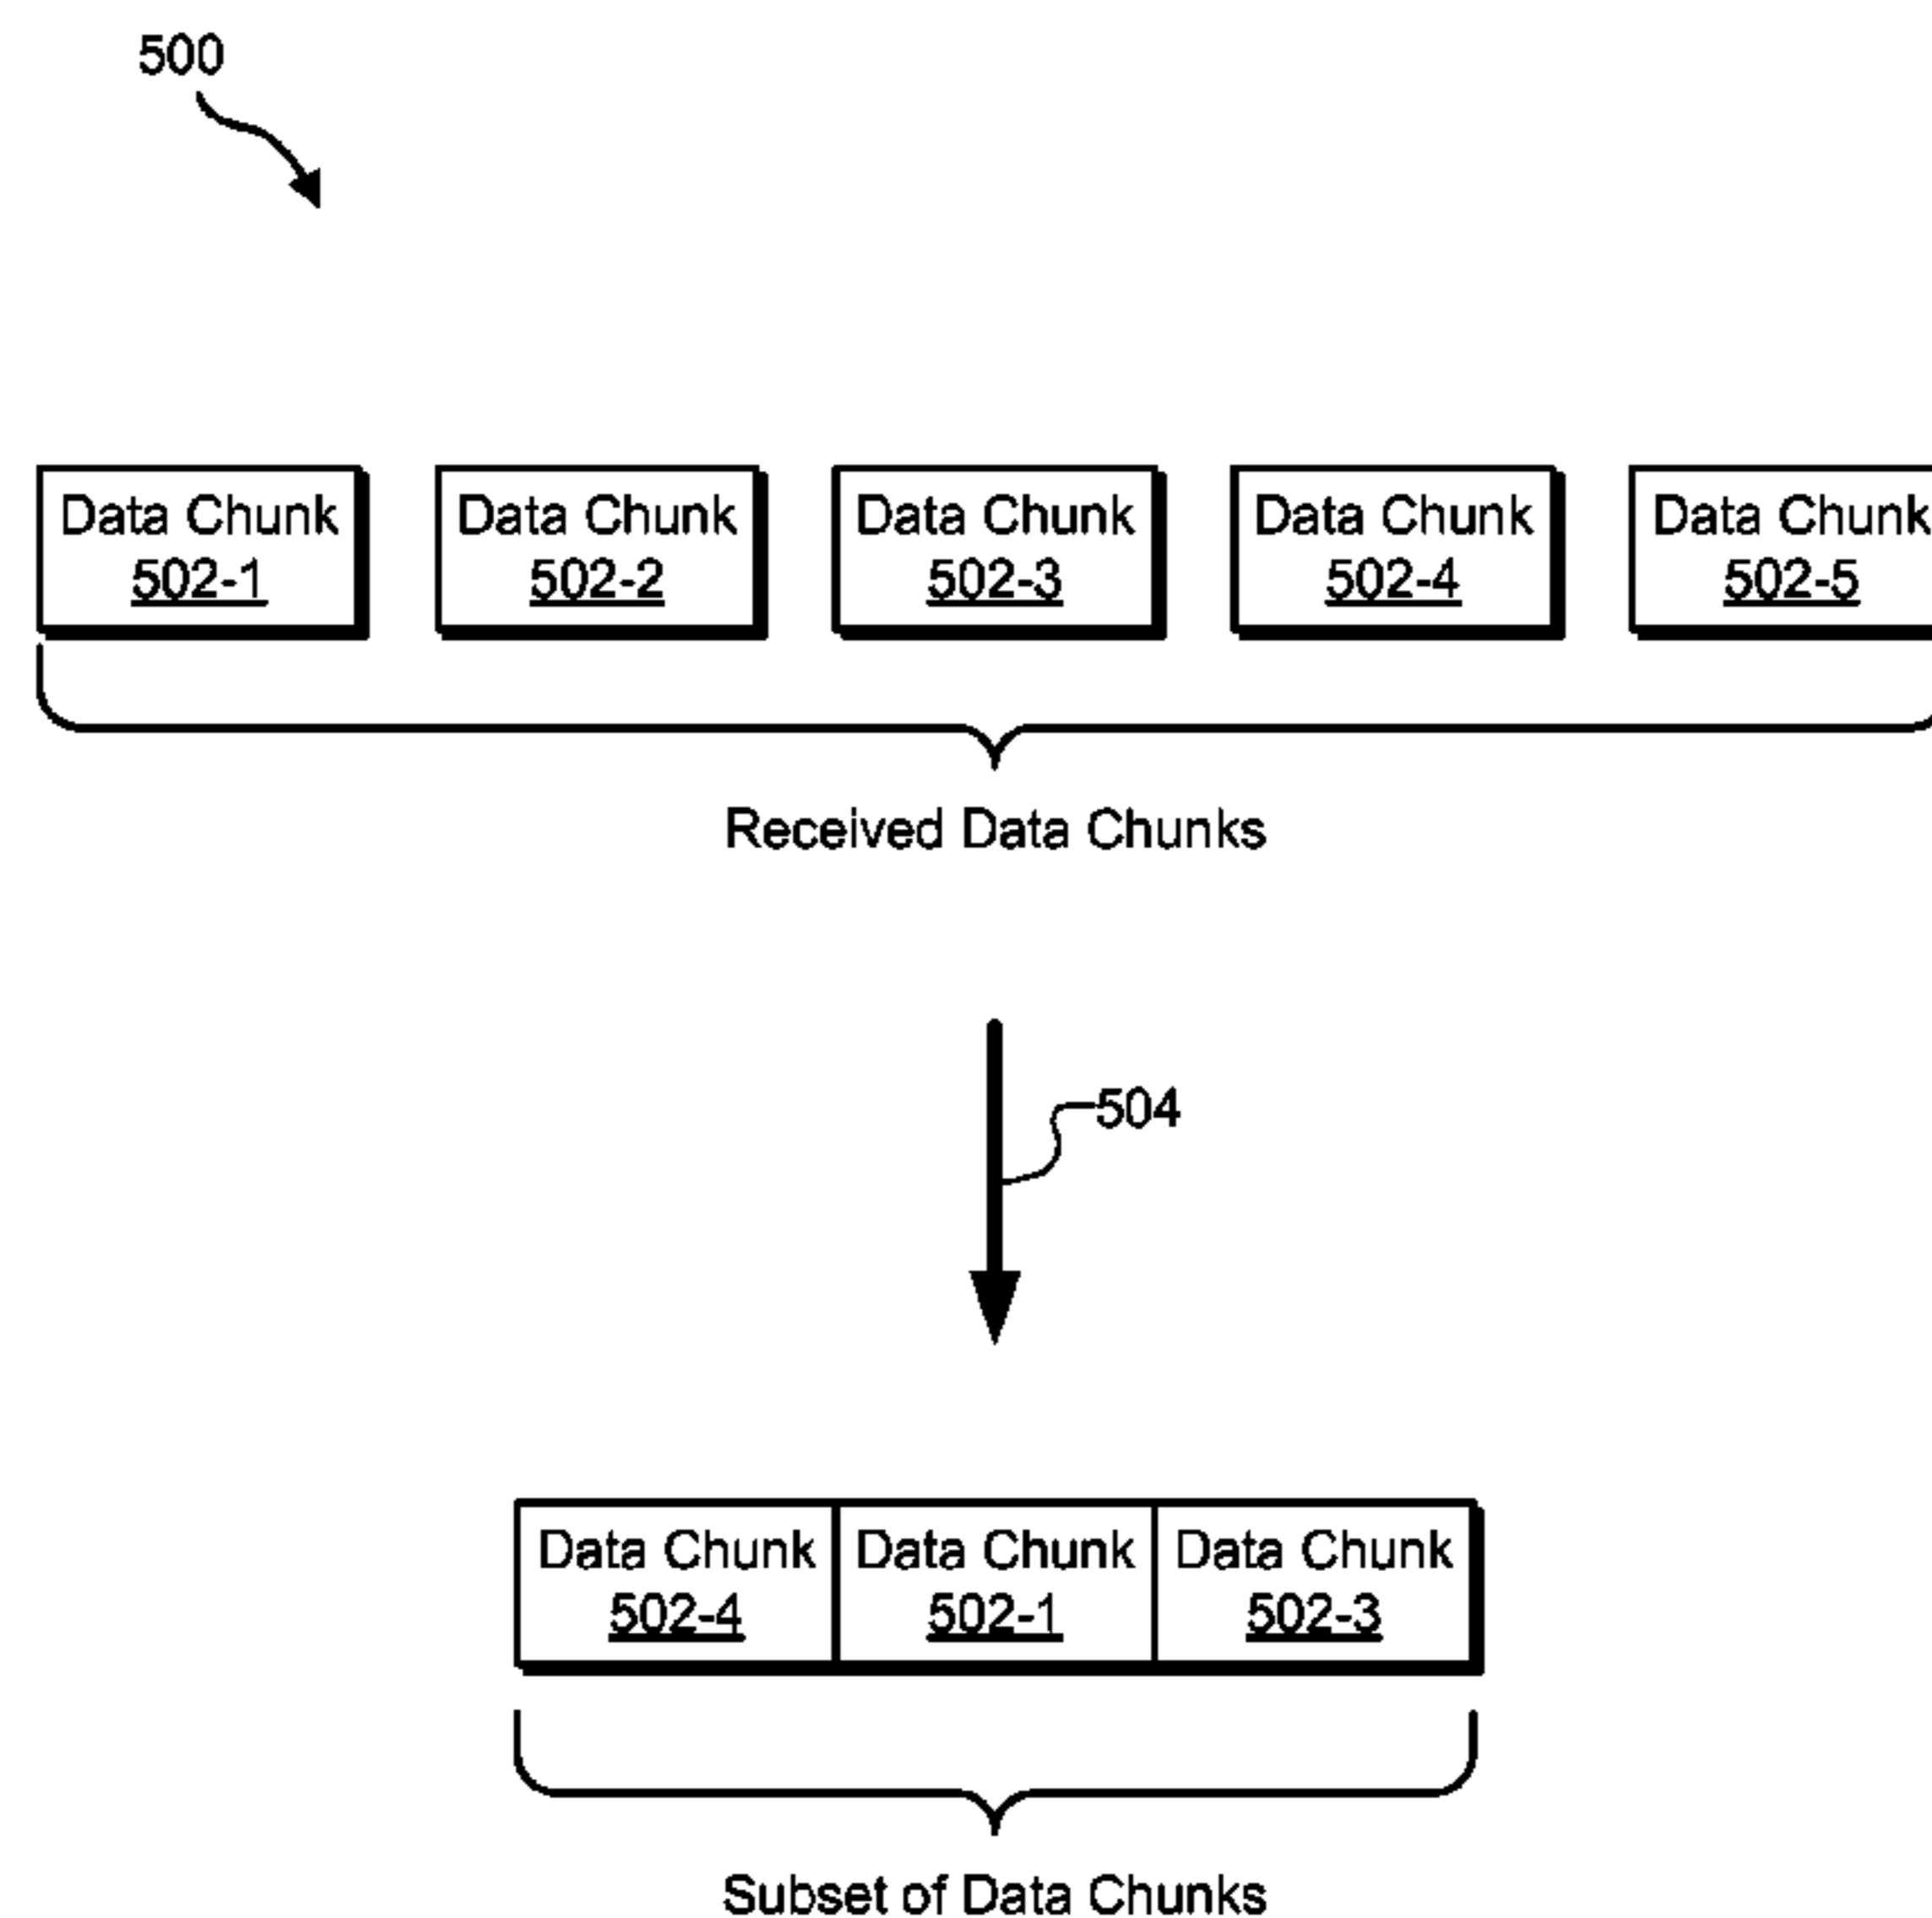 500
Data Chunk Data Chunk Data Chunk Data Chunk Data Chunk
502-1 502-2 502-3 502-4 502-5
Received Data Chunks
504
Data Chunk Data Chunk Data Chunk
502-4 502-1 502-3
Subset of Data Chunks